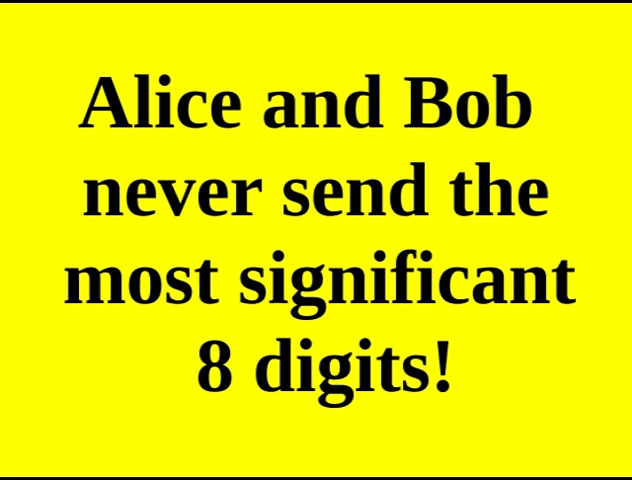 Alice and Bob
never send the
most significant
8 digits!